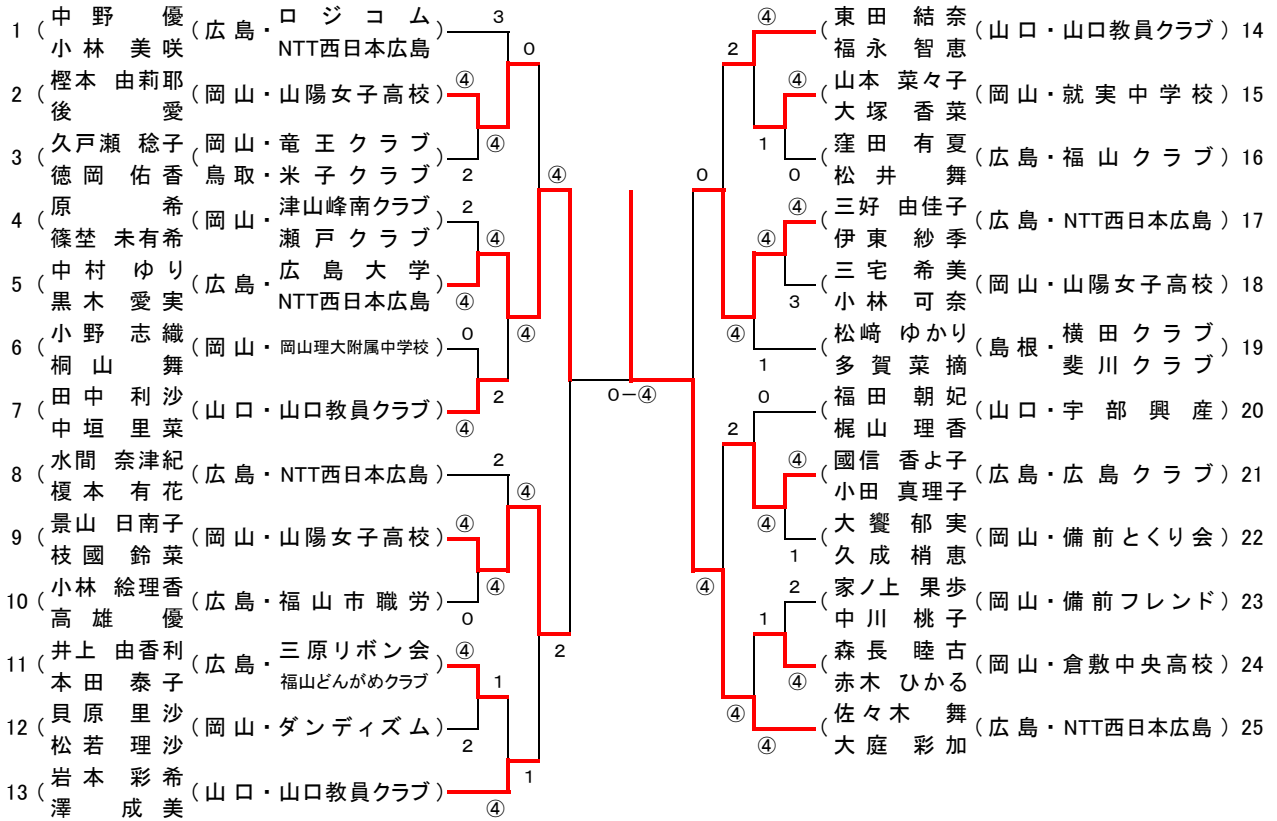 3
1 ( 中野 優 小林 美咲 ( 広島・ロジコム NTT西日本広島 )
0
2 ( 樫本 由莉耶 後 愛 ( 岡山・山陽女子高校 ) ④
④
3 ( 久戸瀬 稔子 徳岡 佑香 ( 岡山・竜王クラブ 鳥取・米子クラブ )
2
④
4 ( 原 希 篠埜 未有希 ( 岡山・津山峰南クラブ 瀬戸クラブ ) 2
④
5 ( 中村 ゆり 黒木 愛実 ( 広島・広島大学 NTT西日本広島 )
④
④
6 ( 小野 志織 桐山 舞 ( 岡山・岡山理大附属中学校 ) 0
2
7 ( 田中 利沙 中垣 里菜 ( 山口・山口教員クラブ )
④
8 ( 水間 奈津紀 榎本 有花 ( 広島・NTT西日本広島 ) 2
④
9 ( 景山 日南子 枝國 鈴菜 ( 岡山・山陽女子高校 ) ④
④
10 ( 小林 絵理香 高雄 優 ( 広島・福山市職労 )
0
2
11 ( 井上 由香利 本田 泰子 ( 広島・三原リボン会 福山どんがめクラブ ) ④
1
12 ( 貝原 里沙 松若 理沙 ( 岡山・ダンディズム )
2
1
13 ( 岩本 彩希 澤 成美 ( 山口・山口教員クラブ )
④
0-④
④
( 東田 結奈 福永 智恵 ( 山口・山口教員クラブ ) 14
2
④ ( 山本 菜々子 大塚 香菜 ( 岡山・就実中学校 ) 15
1
( 窪田 有夏 松井 舞 ( 広島・福山クラブ ) 16
0
0
④ ( 三好 由佳子 伊東 紗季 ( 広島・NTT西日本広島 ) 17
④
( 三宅 希美 小林 可奈 ( 岡山・山陽女子高校 ) 18
3
④
( 松﨑 ゆかり 多賀 菜摘 ( 島根・横田クラブ 斐川クラブ ) 19
1
0 ( 福田 朝妃 梶山 理香 ( 山口・宇部興産 ) 20
2
④ ( 國信 香よ子 小田 真理子 ( 広島・広島クラブ ) 21
④
( 大饗 郁実 久成 梢恵 ( 岡山・備前とくり会 ) 22
1
④
2 ( 家ノ上 果歩 中川 桃子 ( 岡山・備前フレンド ) 23
1
( 森長 睦古 赤木 ひかる ( 岡山・倉敷中央高校 ) 24
④
④
( 佐々木 舞 大庭 彩加 ( 広島・NTT西日本広島 ) 25
④